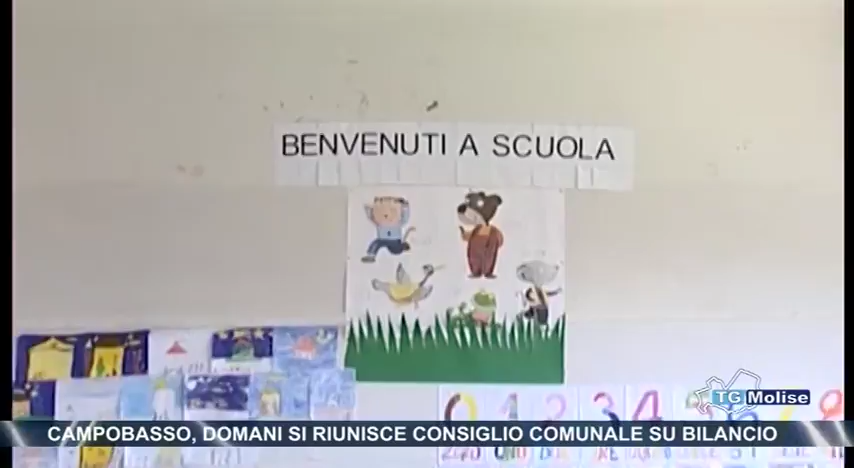 BENVENUTI A SCUOLA
TG Molise
CAMPOBASSO, DOMANI SI RIUNISCE CONSIGLIO COMUNALE SU BILANCIO